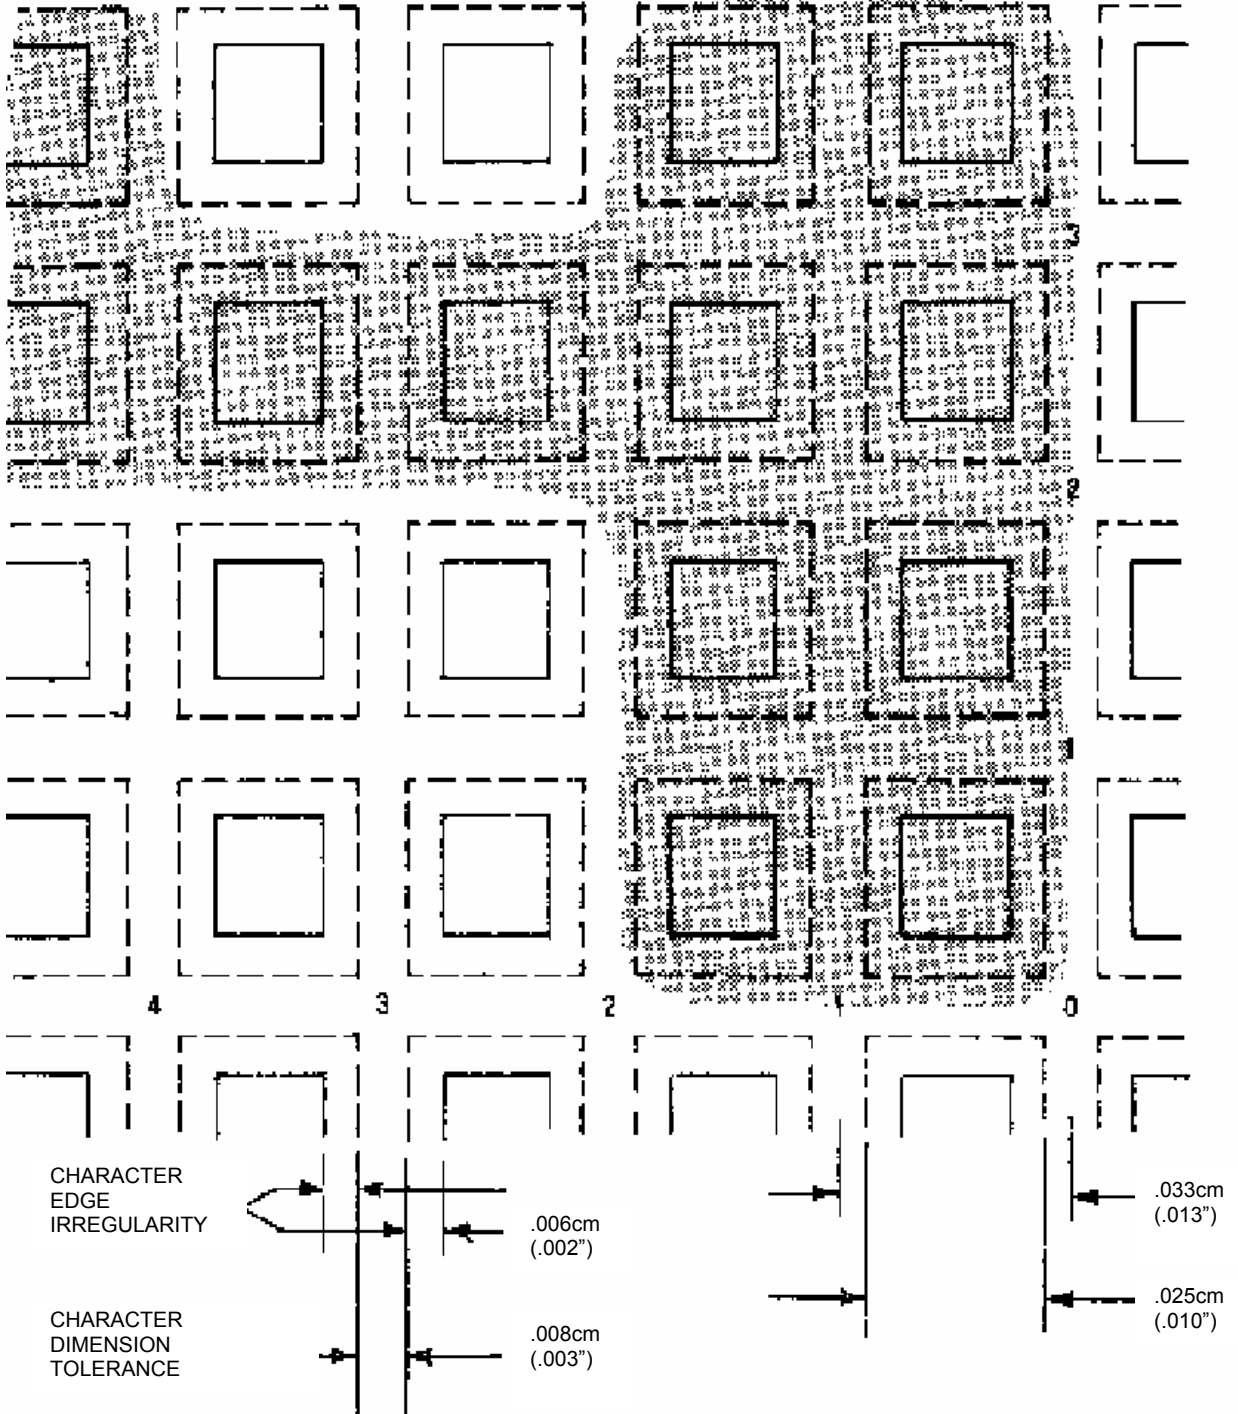 3
2
1
4
3
2
1
0
CHARACTER
EDGE
IRREGULARITY
.006cm
(.002”)
.033cm
(.013”)
.025cm
(.010”)
CHARACTER
DIMENSION
TOLERANCE
.008cm
(.003”)